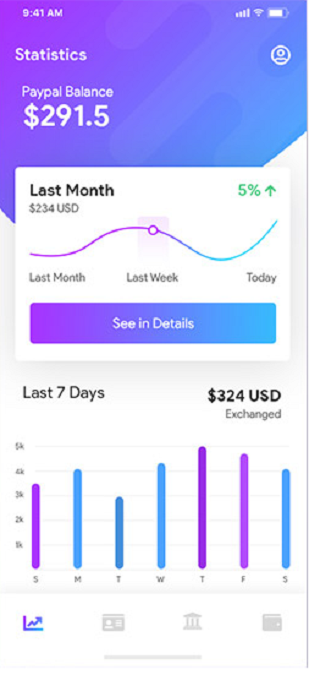 9:41 AM
Statistics
Paypal Balance
$291.5
Last Month 5%
$234 USD
Last Month Last Week Today
See in Details
Last 7 Days $324 USD
Exchanged
5k
4k
3k
2k
1k
S M T W T F S